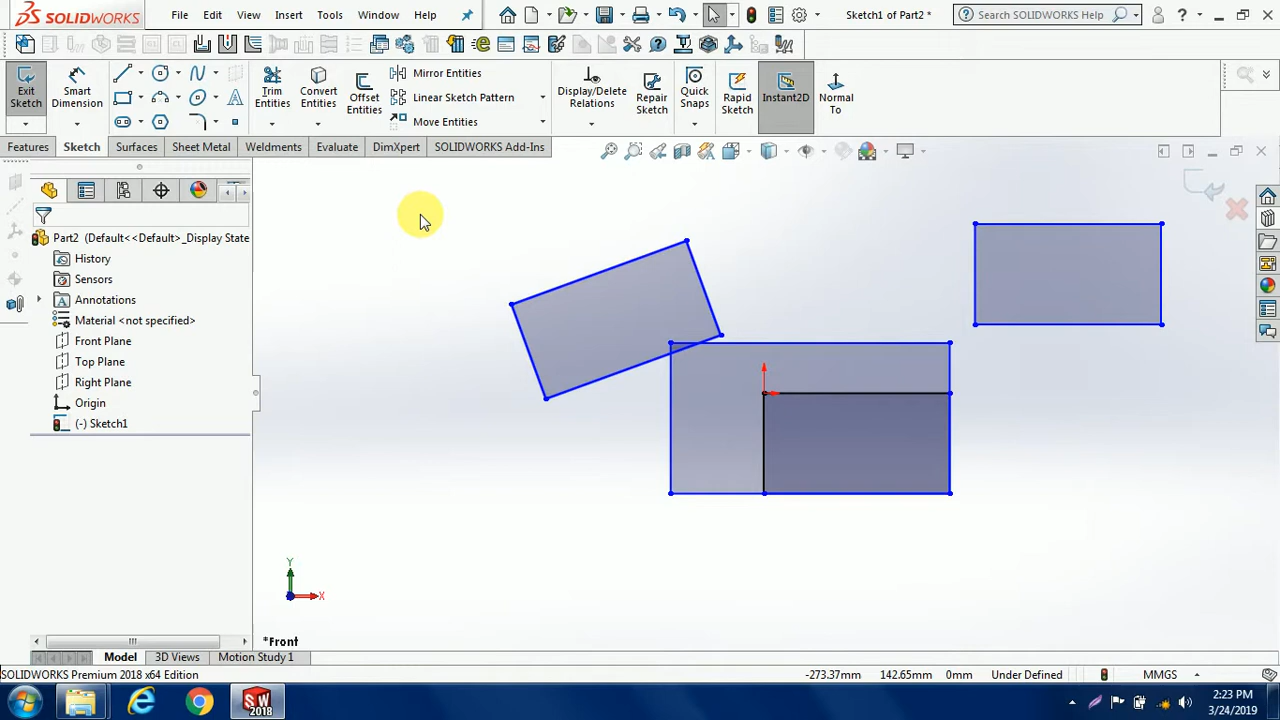 SOLIDWORKS
File
Edit
View
Insert
Tools
Window
Help
Sketch1 of Part2 *
Search SOLIDWORKS Help
Exit Sketch
Smart Dimension
Trim Entities
Convert Entities
Offset Entities
Mirror Entities
Linear Sketch Pattern
Move Entities
Display/Delete Relations
Repair Sketch
Quick Snaps
Rapid Sketch
Instant2D
Normal To
Features
Sketch
Surfaces
Sheet Metal
Weldments
Evaluate
DimXpert
SOLIDWORKS Add-Ins
Part2 (Default<<Default>_Display State
History
Sensors
Annotations
Material <not specified>
Front Plane
Top Plane
Right Plane
Origin
(-) Sketch1
Y
X
*Front
Model
3D Views
Motion Study 1
SOLIDWORKS Premium 2018 x64 Edition
-273.37mm
142.65mm
0mm
Under Defined
MMGS
SW
2018
2:23 PM
3/24/2019